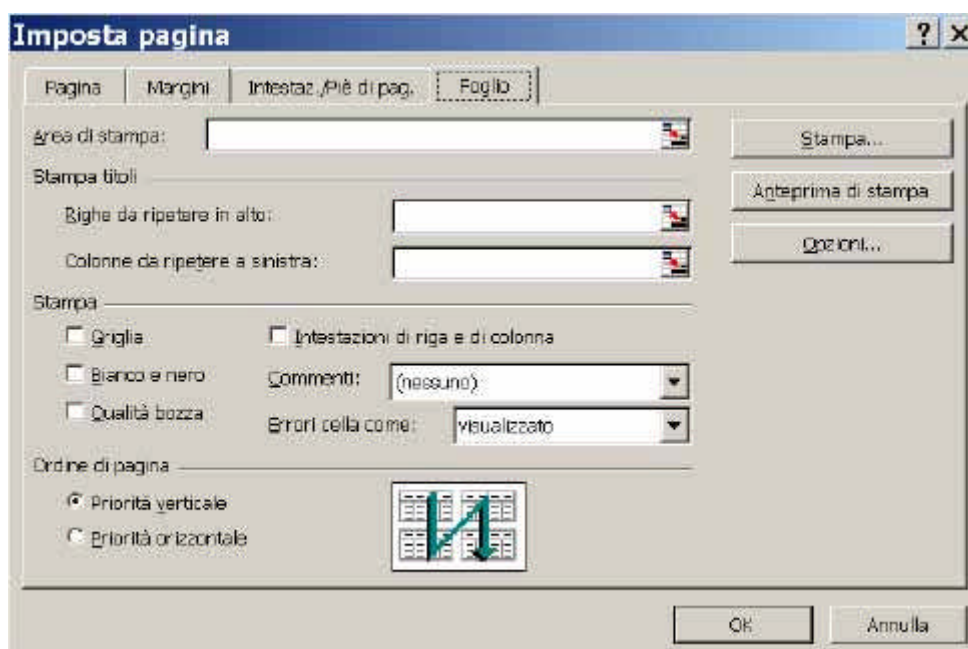 Imposta pagina
Pagina Margini Intestaz./Piè di pag. Foglio
Area di stampa:
Stampa...
Stampa titoli
Anteprima di stampa
Righe da ripetere in alto:
Opzioni...
Colonne da ripetere a sinistra:
Stampa
Griglia Intestazioni di riga e di colonna
Bianco e nero Commenti: (nessuno)
Qualità bozza Errori cella come: visualizzato
Ordine di pagina
Priorità verticale
Priorità orizzontale
OK Annulla